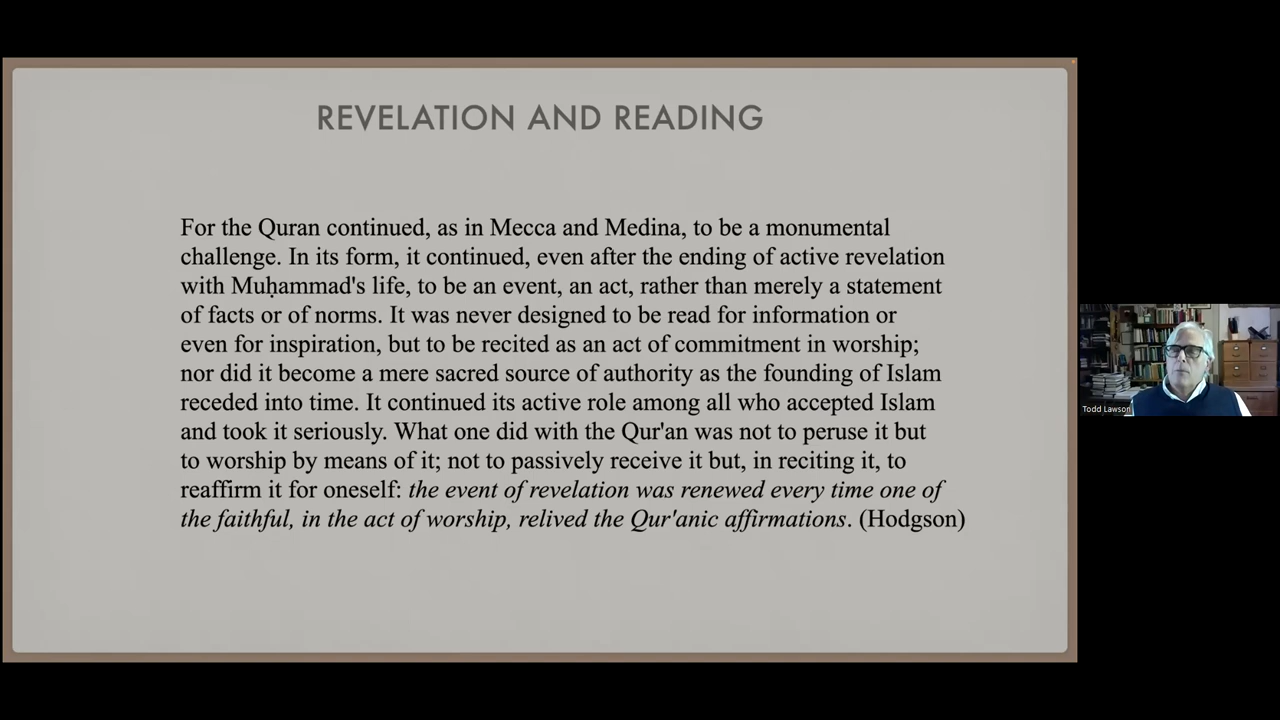 REVELATION AND READING
For the Quran continued, as in Mecca and Medina, to be a monumental
challenge. In its form, it continued, even after the ending of active revelation
with Muḥammad's life, to be an event, an act, rather than merely a statement
of facts or of norms. It was never designed to be read for information or
even for inspiration, but to be recited as an act of commitment in worship;
nor did it become a mere sacred source of authority as the founding of Islam
receded into time. It continued its active role among all who accepted Islam
and took it seriously. What one did with the Qur'an was not to peruse it but
to worship by means of it; not to passively receive it but, in reciting it, to
reaffirm it for oneself: the event of revelation was renewed every time one of
the faithful, in the act of worship, relived the Qur'anic affirmations. (Hodgson)
Todd Lawson